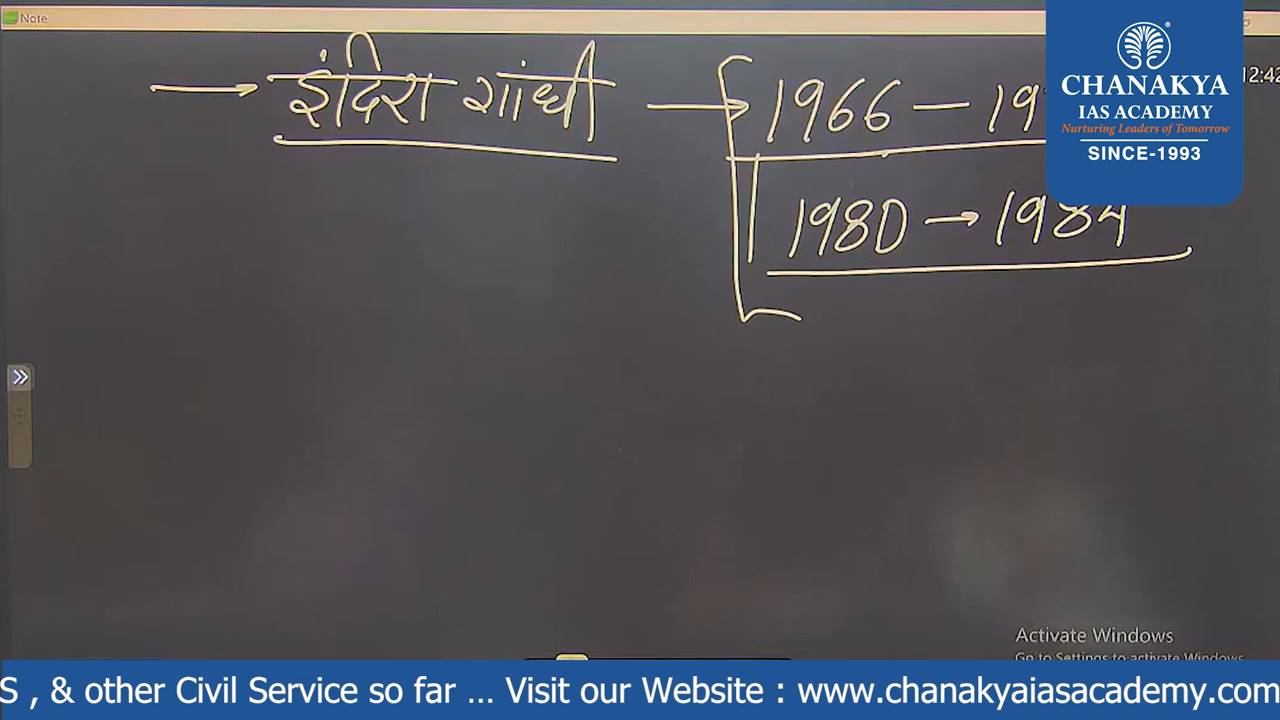 Note
→ इंदिरा गांधी → 1966 — 19
1980 → 1984
CHANAKYA
IAS ACADEMY
Nurturing Leaders of Tomorrow
SINCE-1993
12:42
Activate Windows
Go to Settings to activate Windows.
S , & other Civil Service so far ... Visit our Website : www.chanakyaiasacademy.com